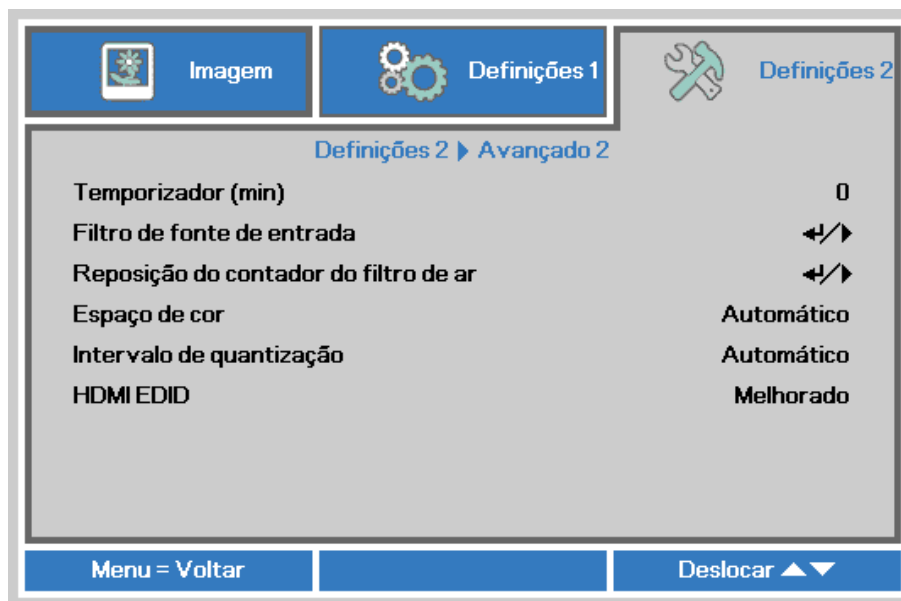 Imagem
Definições 1
Definições 2
Definições 2 ▶ Avançado 2
Temporizador (min) 0
Filtro de fonte de entrada ↵/▶
Reposição do contador do filtro de ar ↵/▶
Espaço de cor Automático
Intervalo de quantização Automático
HDMI EDID Melhorado
Menu = Voltar
Deslocar ▲▼